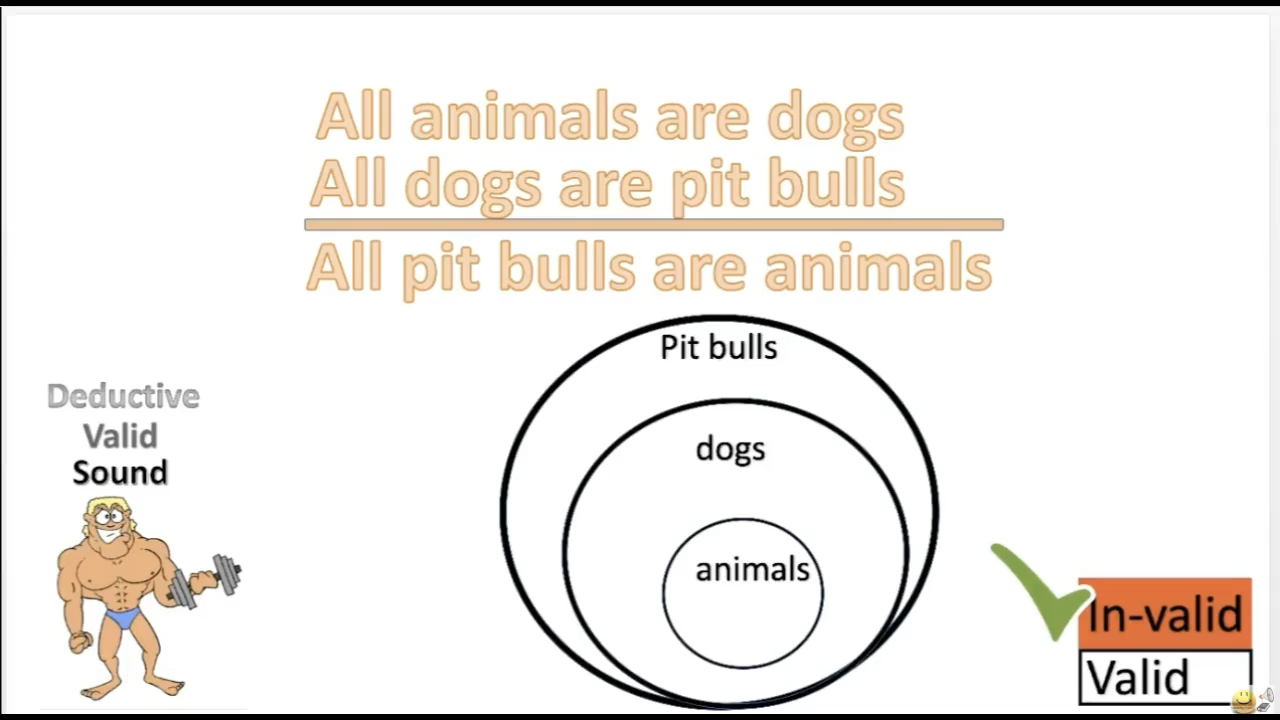 All animals are dogs
All dogs are pit bulls
All pit bulls are animals
Pit bulls
Deductive
Valid
Sound
dogs
animals
In-valid
Valid